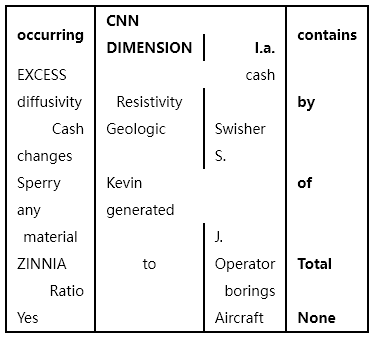 occurring CNN DIMENSION I.a. contains
EXCESS cash
diffusivity Resistivity by
Cash Geologic Swisher
changes S.
Sperry Kevin of
any generated
material J.
ZINNIA to Operator Total
Ratio borings
Yes Aircraft None